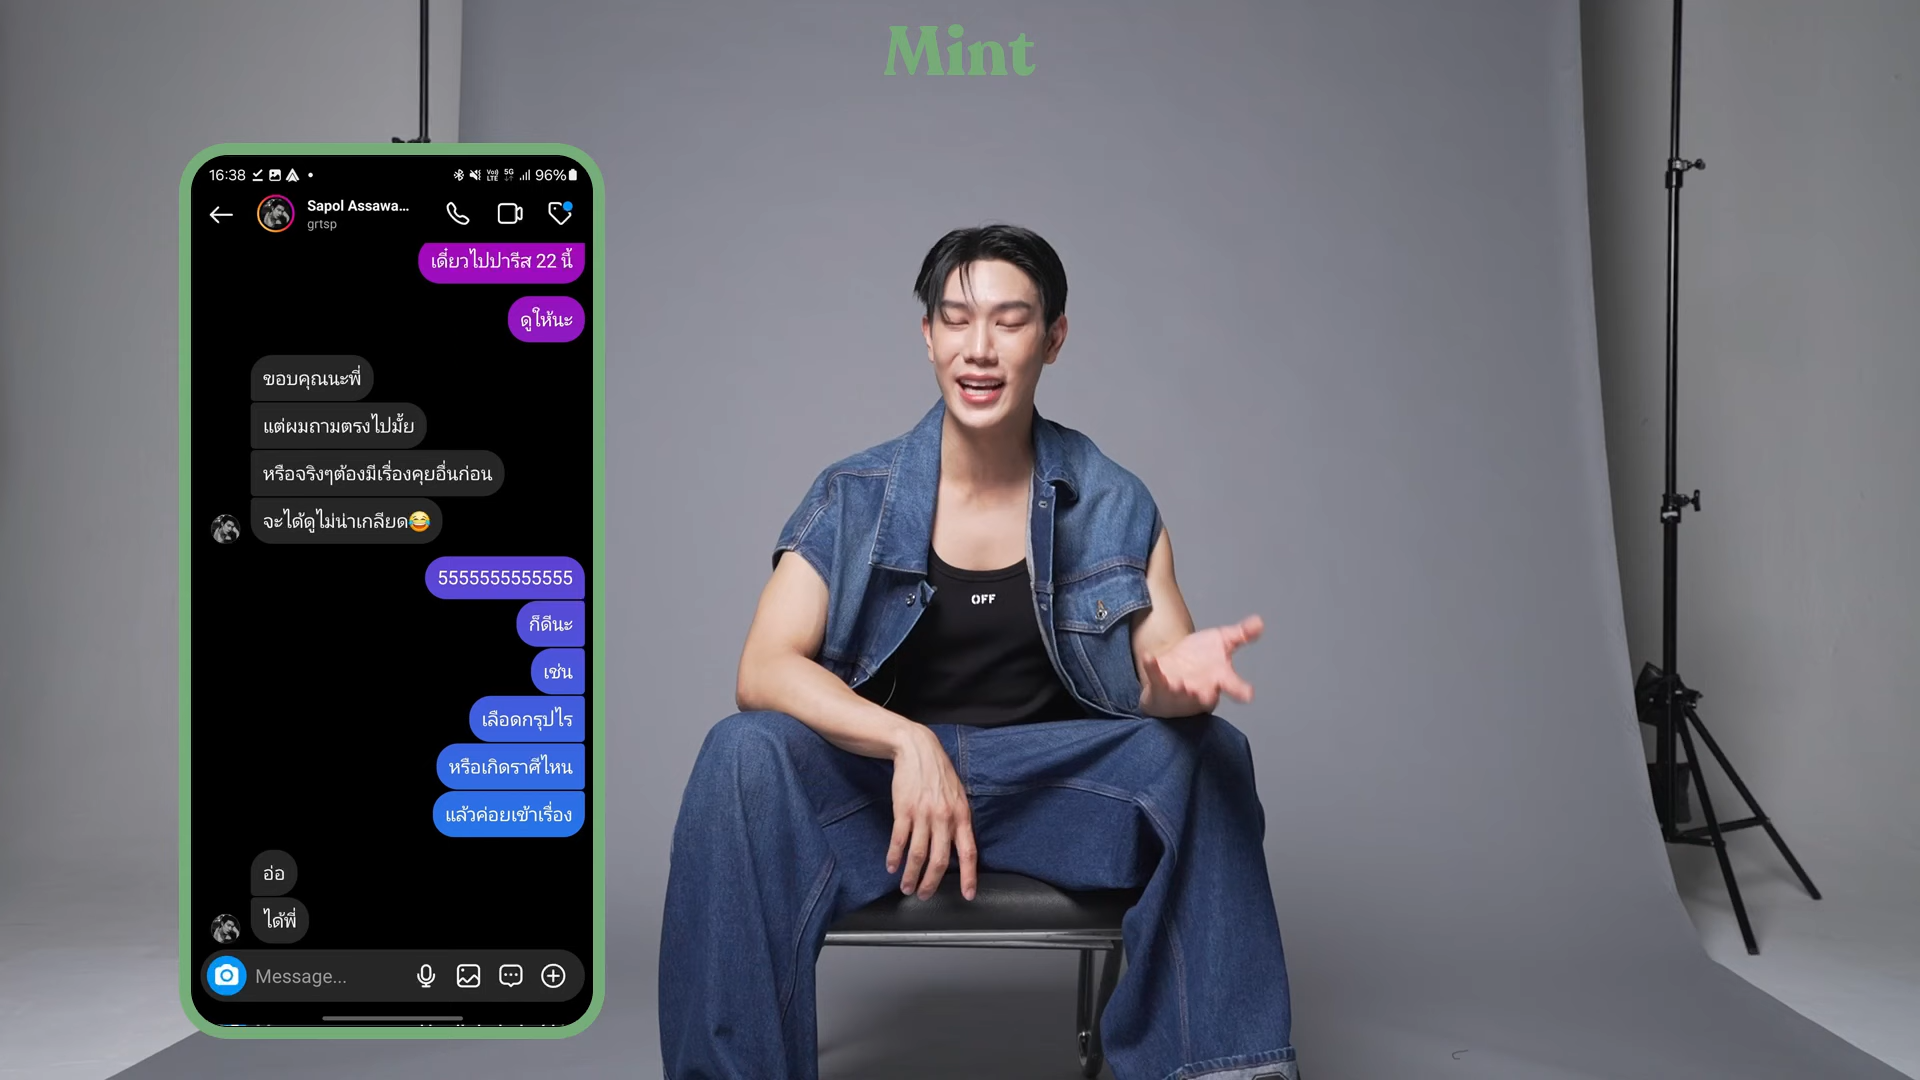 Mint
16:38
96%
Sapol Assawa...
grtsp
เดี๋ยวไปปารีส 22 นี้
ดูให้นะ
ขอบคุณนะพี่
แต่ผมถามตรงไปมั้ย
หรือจริงๆต้องมีเรื่องคุยอื่นก่อน
จะได้ดูไม่น่าเกลียด😂
5555555555555
ก็ดีนะ
เช่น
เลือดกรุปไร
หรือเกิดราศีไหน
แล้วค่อยเข้าเรื่อง
อ่อ
ได้พี่
Message...
OFF